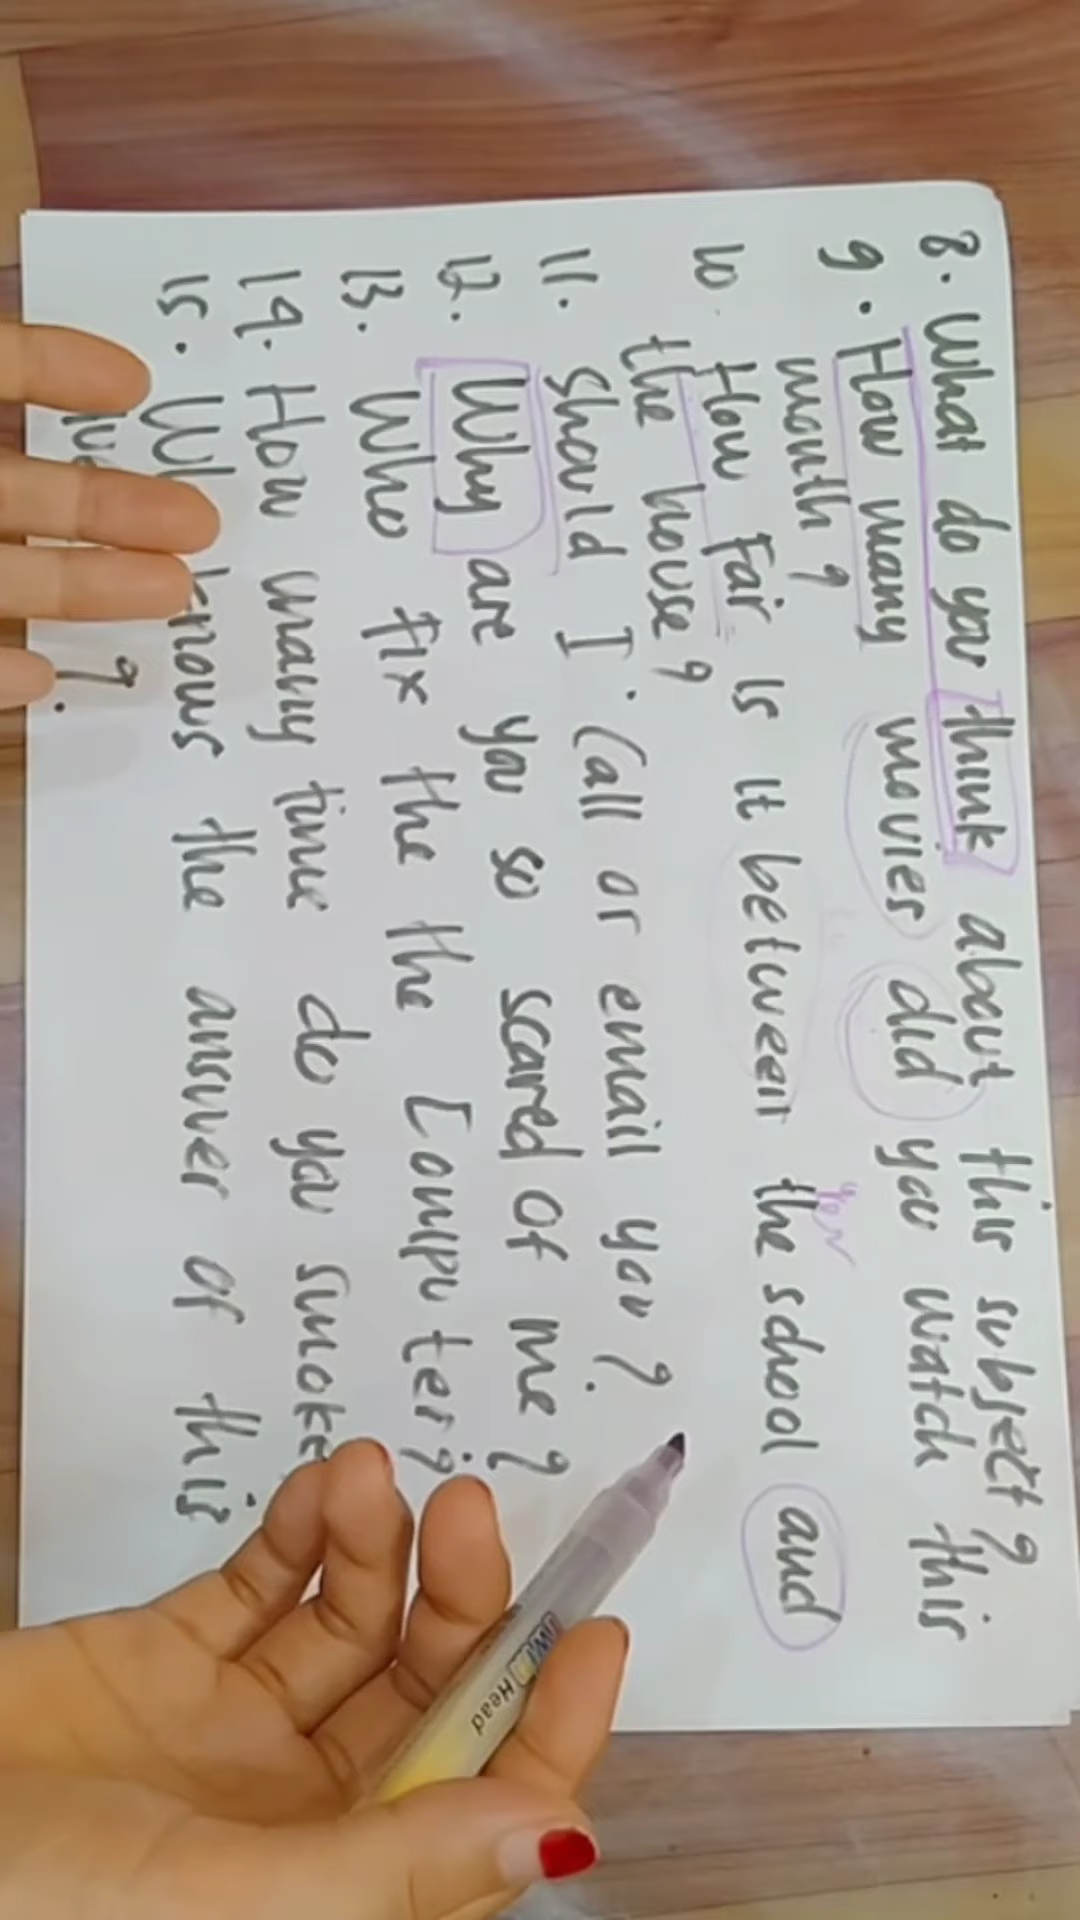 8. What do you think about this subject?
9. How many movies did you watch this
month?
10. How Far is it between the school and
the house?
11. Should I call or email you?
12. Why are you so scared of me?
13. Who fix the the computer?
14. How many time do you smoke
15. knows the answer of this
?.
Head